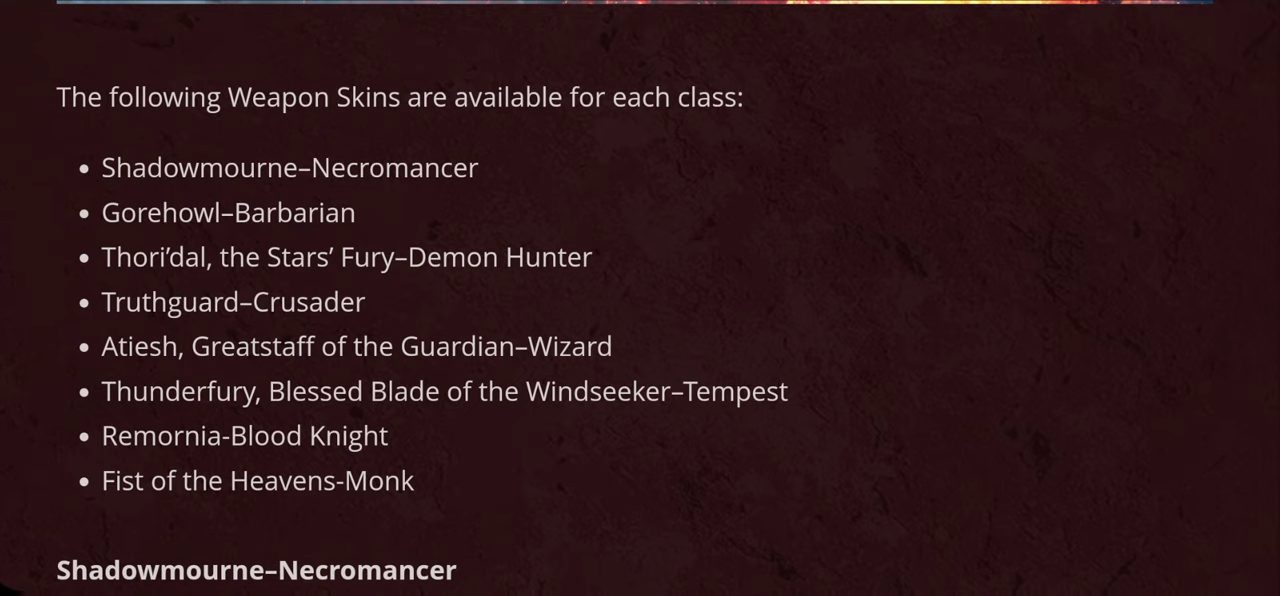 The following Weapon Skins are available for each class:
• Shadowmourne–Necromancer
• Gorehowl–Barbarian
• Thori’dal, the Stars’ Fury–Demon Hunter
• Truthguard–Crusader
• Atiesh, Greatstaff of the Guardian–Wizard
• Thunderfury, Blessed Blade of the Windseeker–Tempest
• Remornia-Blood Knight
• Fist of the Heavens-Monk
Shadowmourne–Necromancer